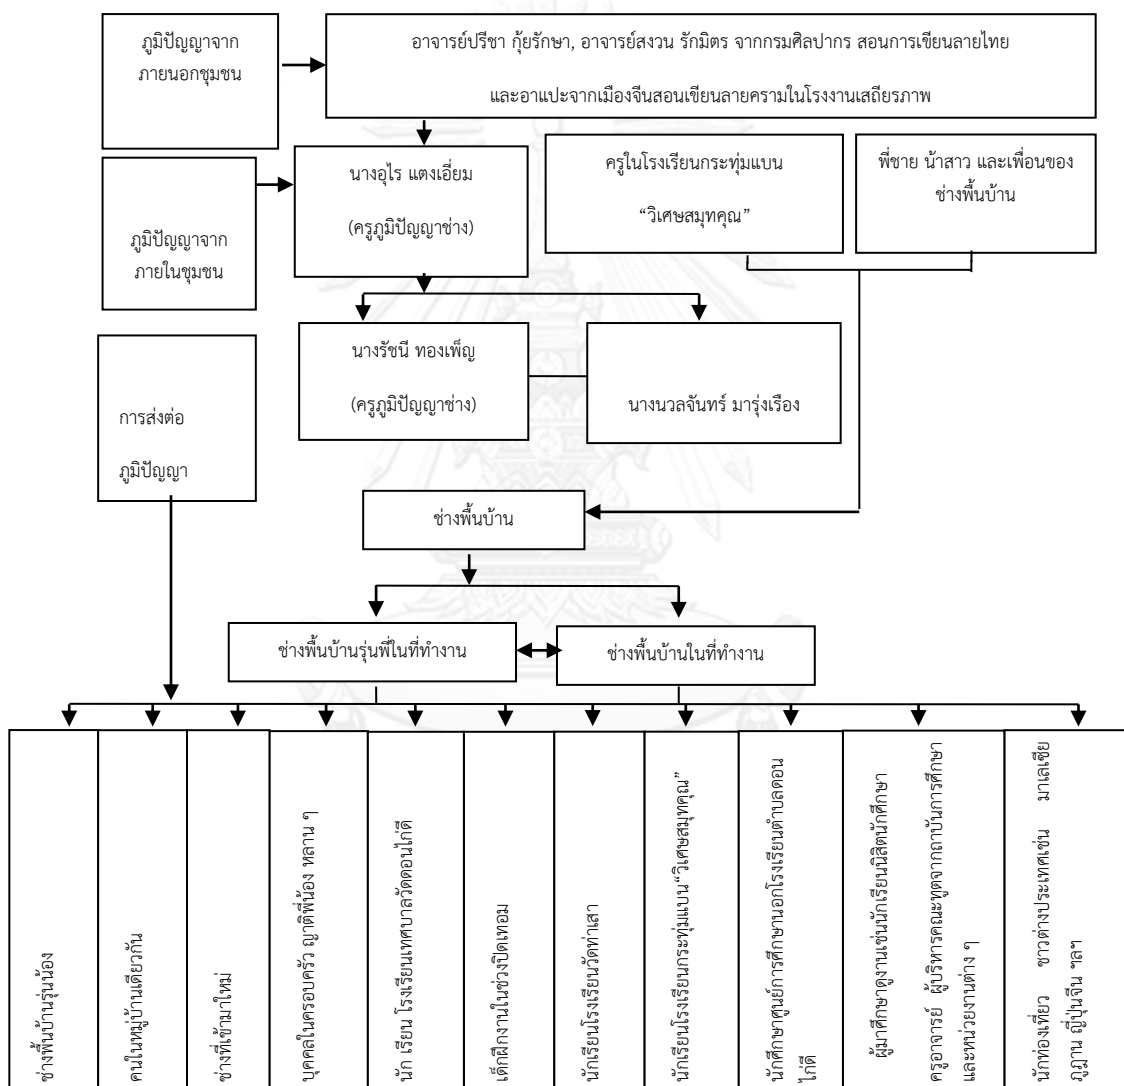 ภูมิปัญญาจาก
ภายนอกชุมชน
อาจารย์ปรีชา กุ้ยรักษา, อาจารย์สงวน รักมิตร จากกรมศิลปากร สอนการเขียนลายไทย
และอาแปะจากเมืองจีนสอนเขียนลายครามในโรงงานเสถียรภาพ
ภูมิปัญญาจาก
ภายในชุมชน
นางอุไร แตงเอี่ยม
(ครูภูมิปัญญาช่าง)
ครูในโรงเรียนกระทุ่มแบน
“วิเศษสมุทคุณ”
พี่ชาย น้าสาว และเพื่อนของ
ช่างพื้นบ้าน
นางรัชนี ทองเพ็ญ
(ครูภูมิปัญญาช่าง)
นางนวลจันทร์ มารุ่งเรือง
การส่งต่อ
ภูมิปัญญา
ช่างพื้นบ้าน
ช่างพื้นบ้านรุ่นพี่ในที่ทำงาน
ช่างพื้นบ้านในที่ทำงาน
ช่างพื้นบ้านรุ่นน้อง
คนในหมู่บ้านเดียวกัน
ช่างที่เข้ามาใหม่
บุคคลในครอบครัว ญาติพี่น้อง หลาน ๆ
นัก เรียน โรงเรียนเทศบาลวัดดอนไก่ดี
เด็กฝึกงานในช่วงปิดเทอม
นักเรียนโรงเรียนวัดท่าเสา
นักเรียนโรงเรียนกระทุ่มแบน“วิเศษสมุทคุณ”
นักศึกษาศูนย์การศึกษานอกโรงเรียนตำบลดอน
ไก่ดี
ผู้มาศึกษาดูงานเช่นนักเรียนนิสิตนักศึกษา
ครูอาจารย์ ผู้บริหารคณะทูตจากสถาบันการศึกษา
และหน่วยงานต่าง ๆ
นักท่องเที่ยว ชาวต่างประเทศเช่น มาเลเซีย
ภูฏาน ญี่ปุ่นจีน ฯลฯ